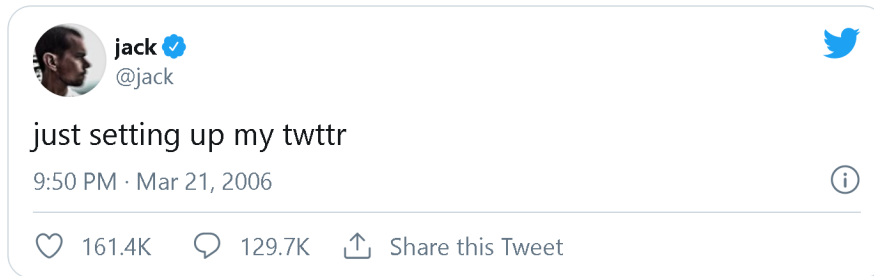 jack
@jack
just setting up my twttr
9:50 PM · Mar 21, 2006
161.4K 129.7K Share this Tweet